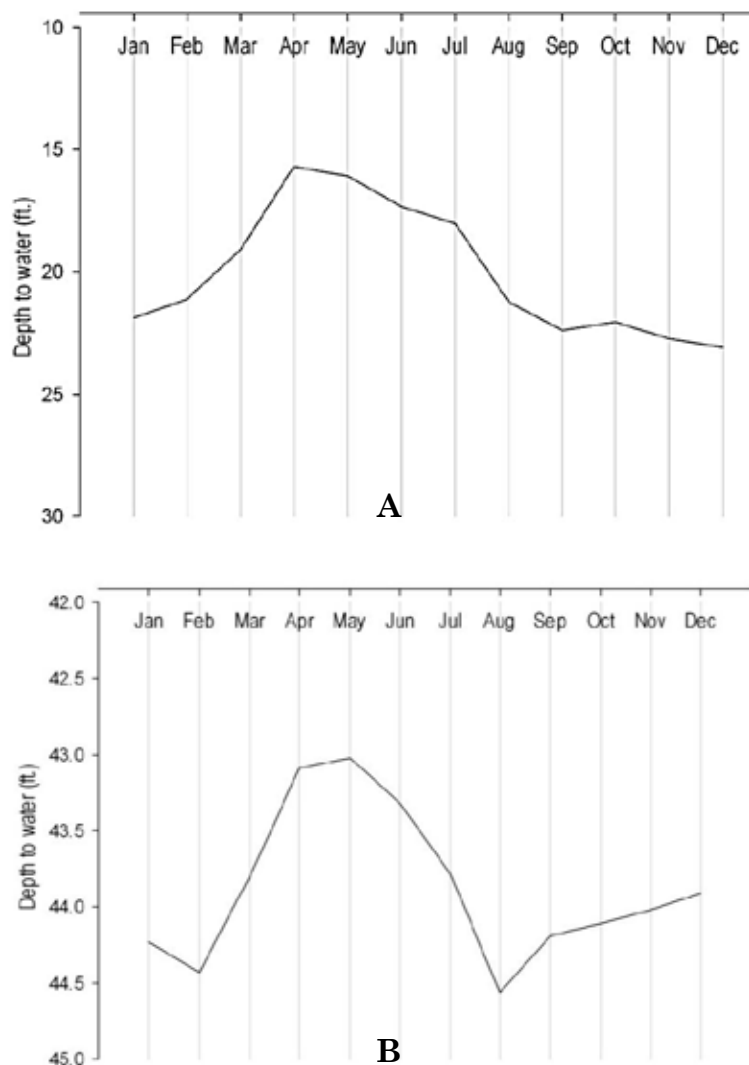 10
Jan Feb Mar Apr May Jun Jul Aug Sep Oct Nov Dec
15
20
25
30
Depth to water (ft.)
A
42.0
Jan Feb Mar Apr May Jun Jul Aug Sep Oct Nov Dec
42.5
43.0
43.5
44.0
44.5
45.0
Depth to water (ft.)
B